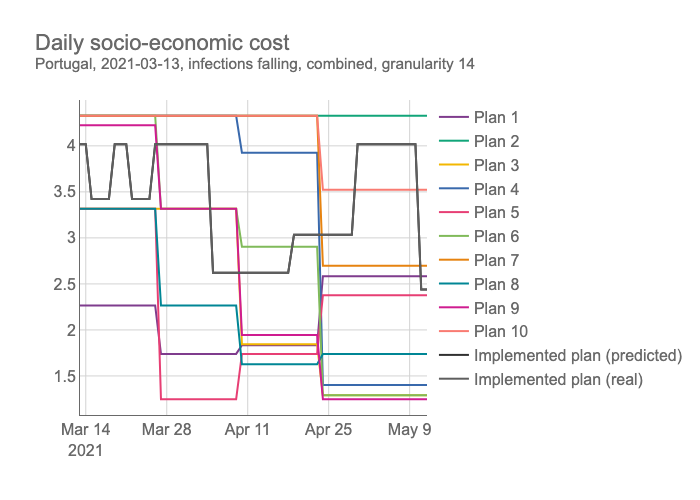 Daily socio-economic cost
Portugal, 2021-03-13, infections falling, combined, granularity 14
4
3.5
3
2.5
2
1.5
Mar 14
2021
Mar 28
Apr 11
Apr 25
May 9
Plan 1
Plan 2
Plan 3
Plan 4
Plan 5
Plan 6
Plan 7
Plan 8
Plan 9
Plan 10
Implemented plan (predicted)
Implemented plan (real)